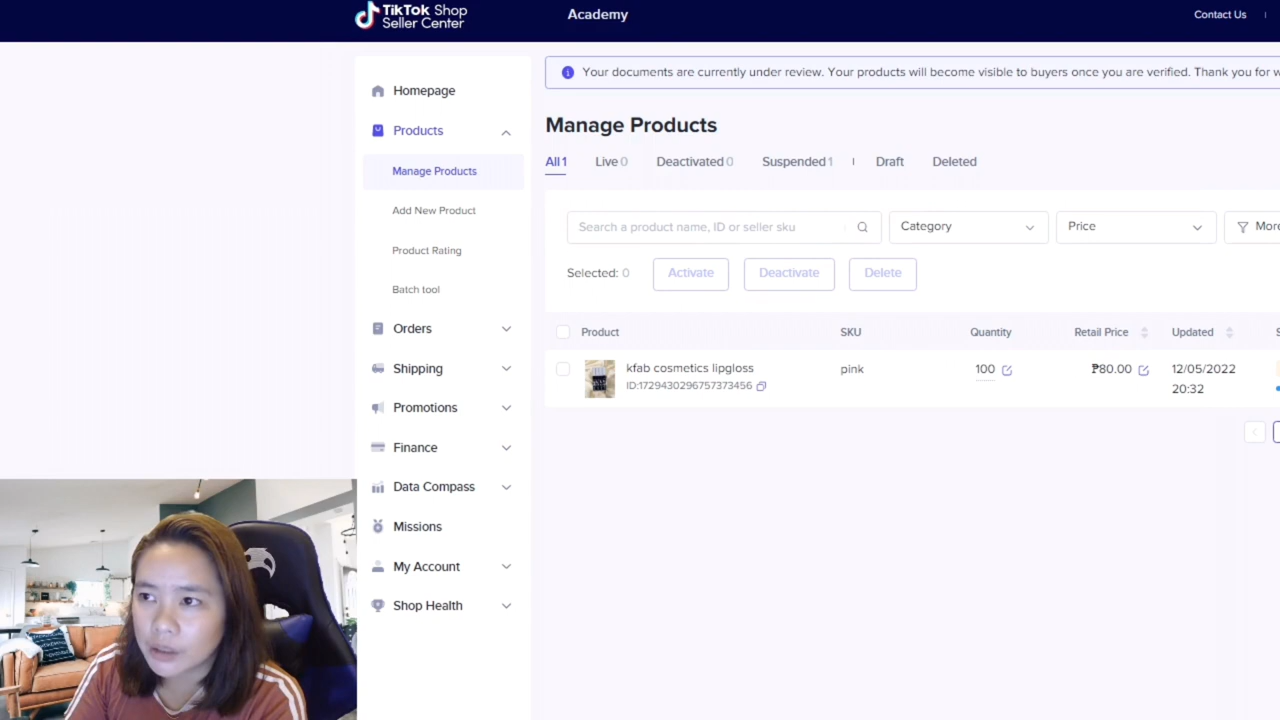 TikTok Shop
Seller Center
Academy
Contact Us
Homepage
Products
Manage Products
Add New Product
Product Rating
Batch tool
Orders
Shipping
Promotions
Finance
Data Compass
Missions
My Account
Shop Health
Your documents are currently under review. Your products will become visible to buyers once you are verified. Thank you for
Manage Products
All 1 Live 0 Deactivated 0 Suspended 1 Draft Deleted
Search a product name, ID or seller sku
Category
Price
More
Selected: 0 Activate Deactivate Delete
Product SKU Quantity Retail Price Updated
kfab cosmetics lipgloss pink 100 ₱80.00 12/05/2022
ID:1729430296757373456 20:32